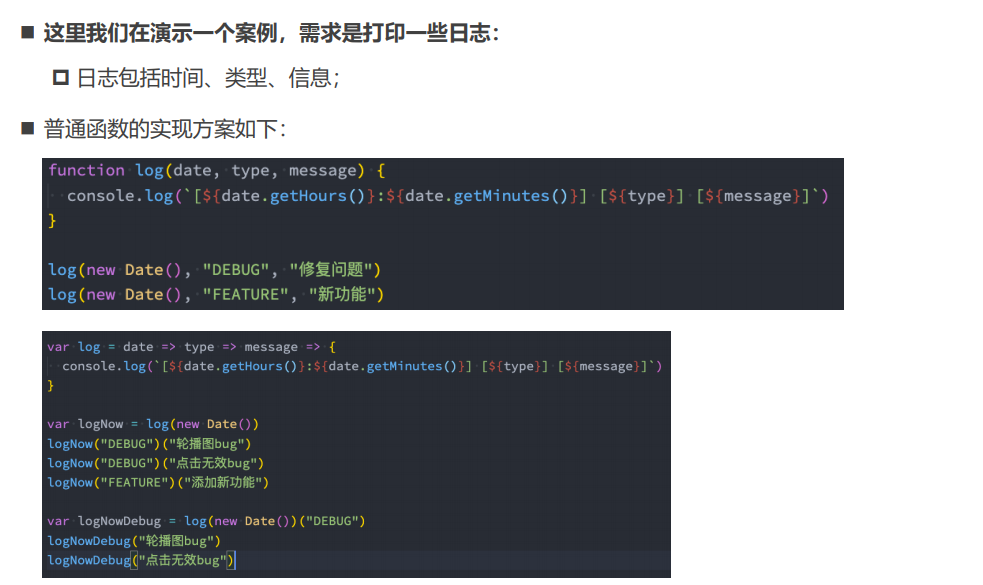 这里我们在演示一个案例，需求是打印一些日志：
日志包括时间、类型、信息；
普通函数的实现方案如下：
function log(date, type, message) {
  console.log(`[${date.getHours()}:${date.getMinutes()}] [${type}] [${message}]`)
}
log(new Date(), "DEBUG", "修复问题")
log(new Date(), "FEATURE", "新功能")
var log = date => type => message => {
  console.log(`[${date.getHours()}:${date.getMinutes()}] [${type}] [${message}]`)
}
var logNow = log(new Date())
logNow("DEBUG")("轮播图bug")
logNow("DEBUG")("点击无效bug")
logNow("FEATURE")("添加新功能")
var logNowDebug = log(new Date())("DEBUG")
logNowDebug("轮播图bug")
logNowDebug("点击无效bug")